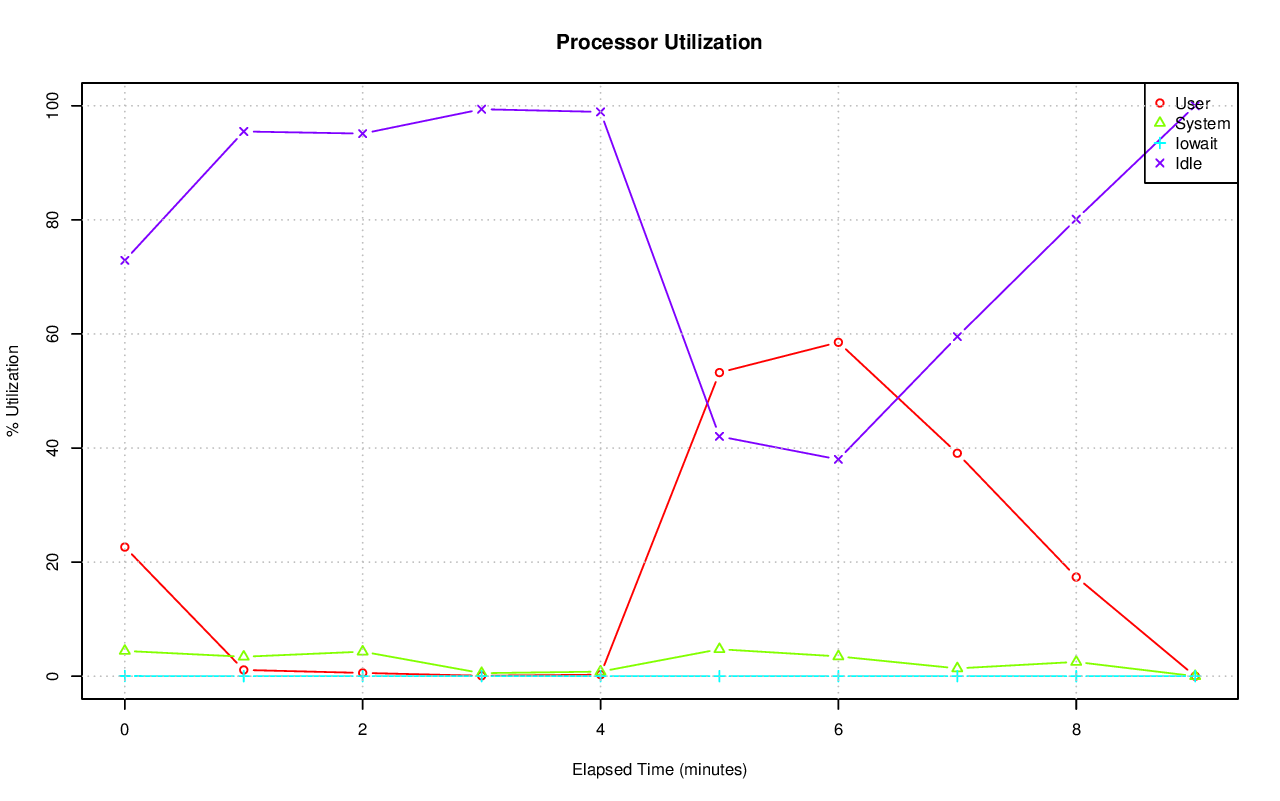 Processor Utilization
% Utilization
100
80
60
40
20
0
User
System
Iowait
Idle
0 2 4 6 8
Elapsed Time (minutes)